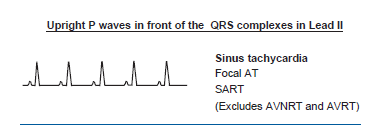 Upright P waves in front of the QRS complexes in Lead II
Sinus tachycardia
Focal AT
SART
(Excludes AVNRT and AVRT)